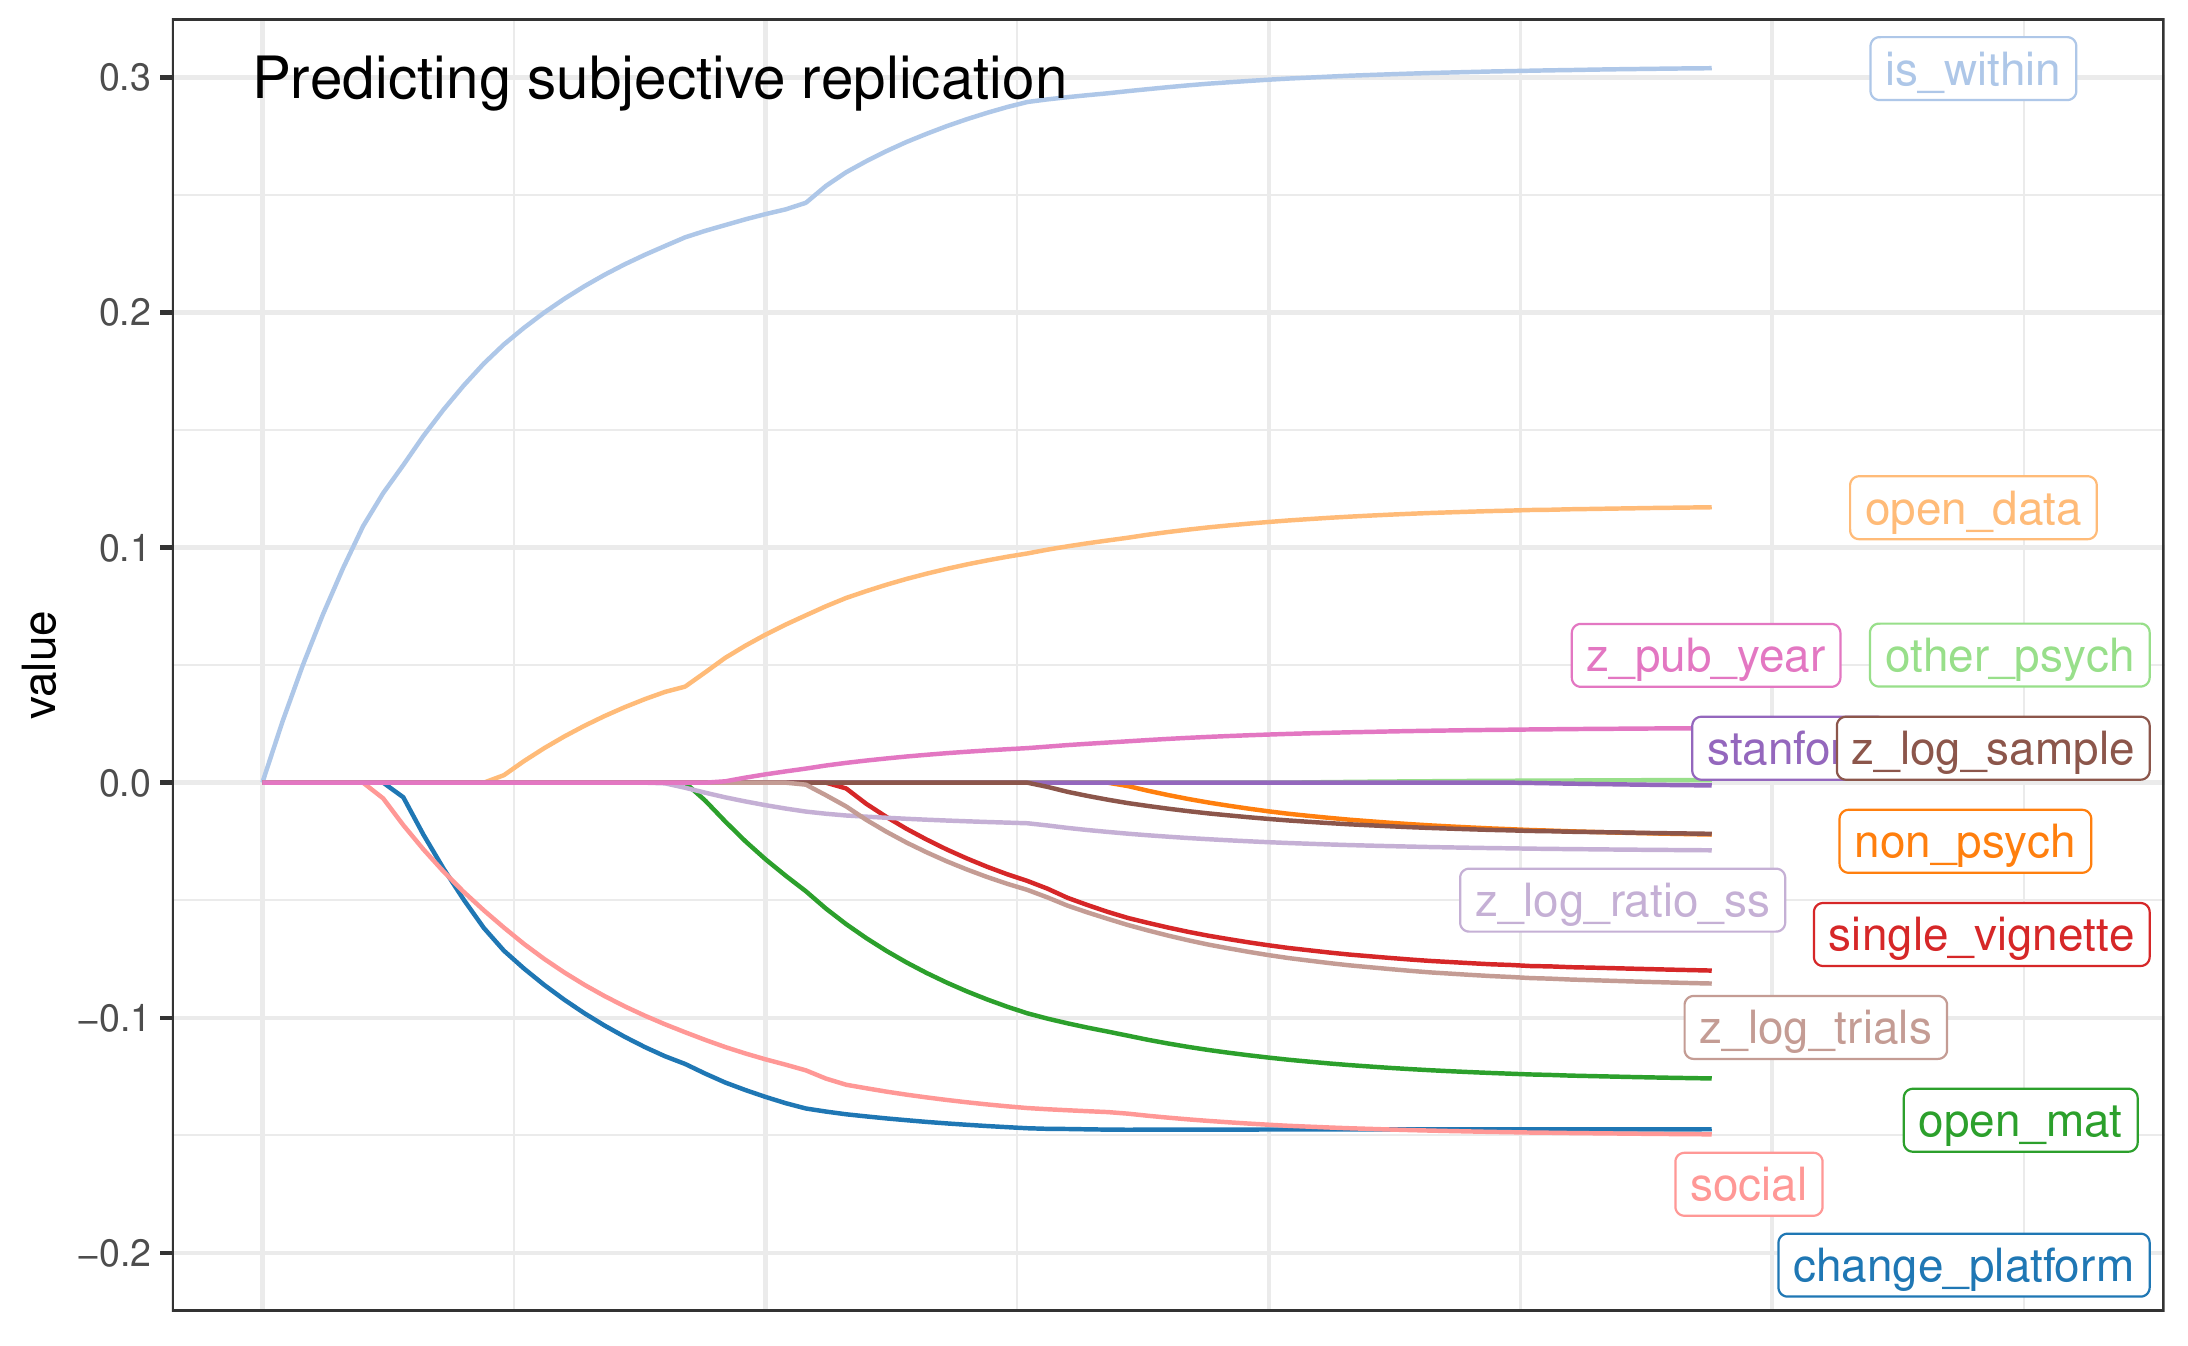 Predicting subjective replication
value
0.3
0.2
0.1
0.0
−0.1
−0.2
is_within
open_data
z_pub_year
other_psych
z_log_sample
non_psych
z_log_ratio_ss
single_vignette
z_log_trials
open_mat
social
change_platform